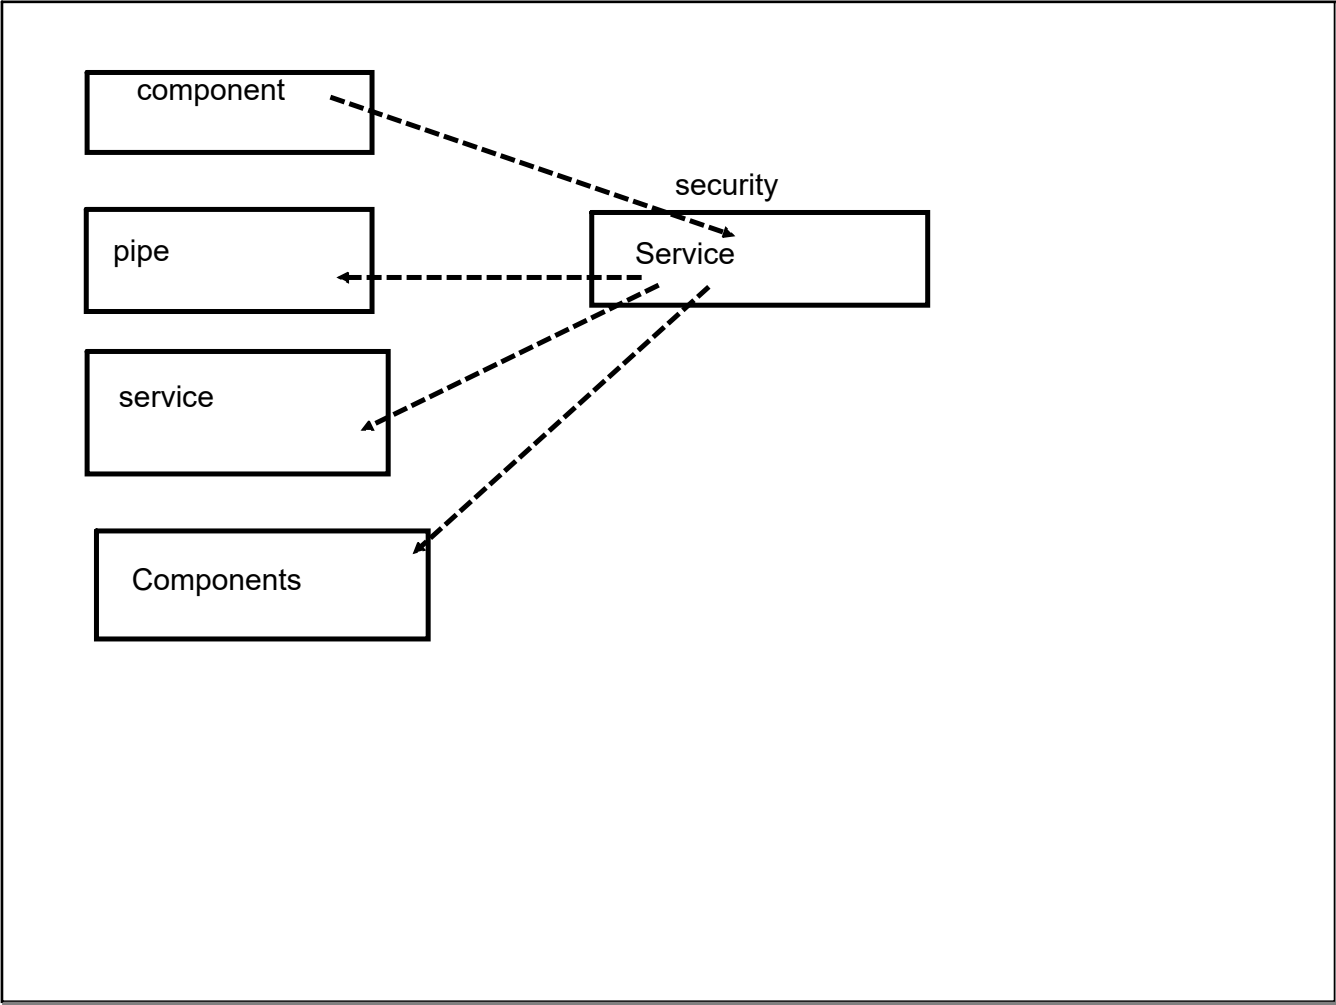 component
security
pipe
Service
service
Components